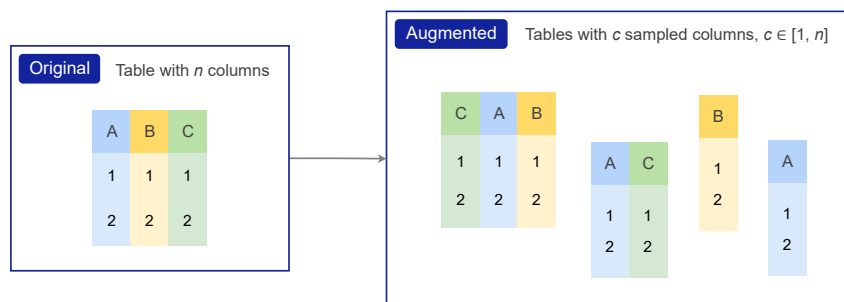 Original
Table with n columns
A B C
1 1 1
2 2 2
Augmented
Tables with c sampled columns, c ∈ [1, n]
C A B
1 1 1
2 2 2
A C
1 1
2 2
B
1
2
A
1
2